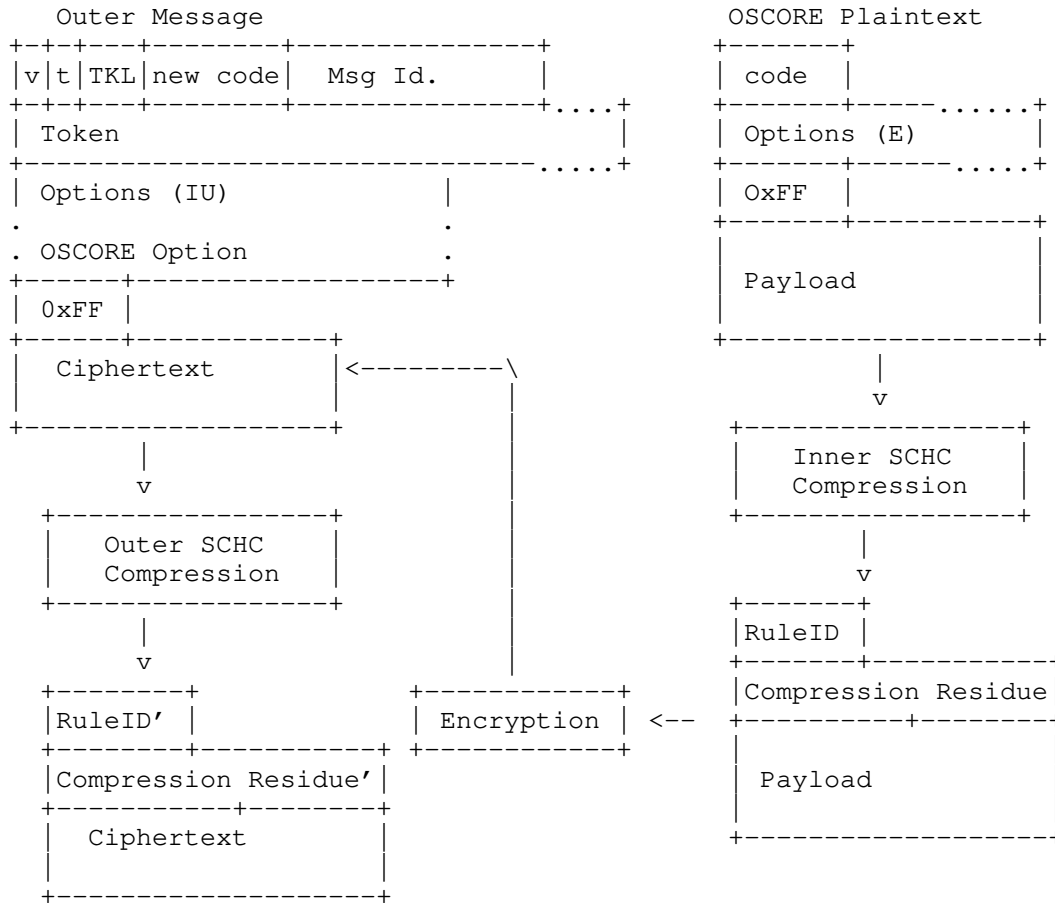 Outer Message
OSCORE Plaintext
v t TKL new code Msg Id.
code
Token
Options (E)
Options (IU)
OxFF
OSCORE Option
Payload
0xFF
Ciphertext
Inner SCHC
Compression
Outer SCHC
Compression
RuleID
Compression Residue
RuleID'
Encryption
Payload
Compression Residue'
Ciphertext